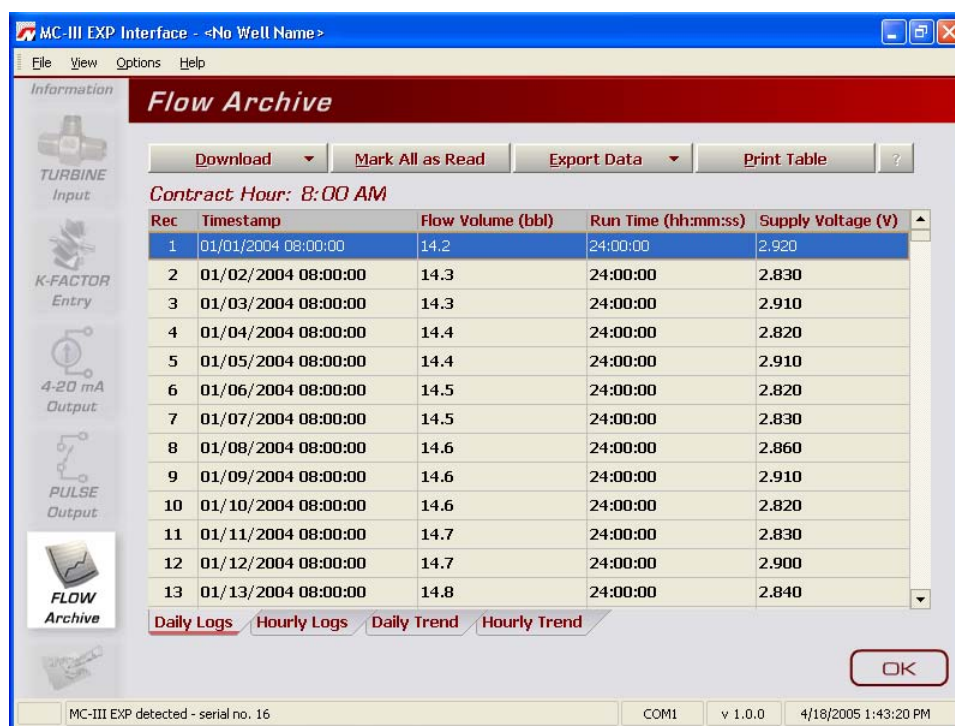 MC-III EXP Interface - <No Well Name>
File View Options Help
Information
TURBINE
Input
K-FACTOR
Entry
4-20 mA
Output
PULSE
Output
FLOW
Archive
Flow Archive
Download Mark All as Read Export Data Print Table ?
Contract Hour: 8:00 AM
Rec Timestamp Flow Volume (bbl) Run Time (hh:mm:ss) Supply Voltage (V)
1 01/01/2004 08:00:00 14.2 24:00:00 2.920
2 01/02/2004 08:00:00 14.3 24:00:00 2.830
3 01/03/2004 08:00:00 14.3 24:00:00 2.910
4 01/04/2004 08:00:00 14.4 24:00:00 2.820
5 01/05/2004 08:00:00 14.4 24:00:00 2.910
6 01/06/2004 08:00:00 14.5 24:00:00 2.820
7 01/07/2004 08:00:00 14.5 24:00:00 2.830
8 01/08/2004 08:00:00 14.6 24:00:00 2.860
9 01/09/2004 08:00:00 14.6 24:00:00 2.910
10 01/10/2004 08:00:00 14.6 24:00:00 2.820
11 01/11/2004 08:00:00 14.7 24:00:00 2.830
12 01/12/2004 08:00:00 14.7 24:00:00 2.900
13 01/13/2004 08:00:00 14.8 24:00:00 2.840
Daily Logs Hourly Logs Daily Trend Hourly Trend
OK
MC-III EXP detected - serial no. 16 COM1 v 1.0.0 4/18/2005 1:43:20 PM